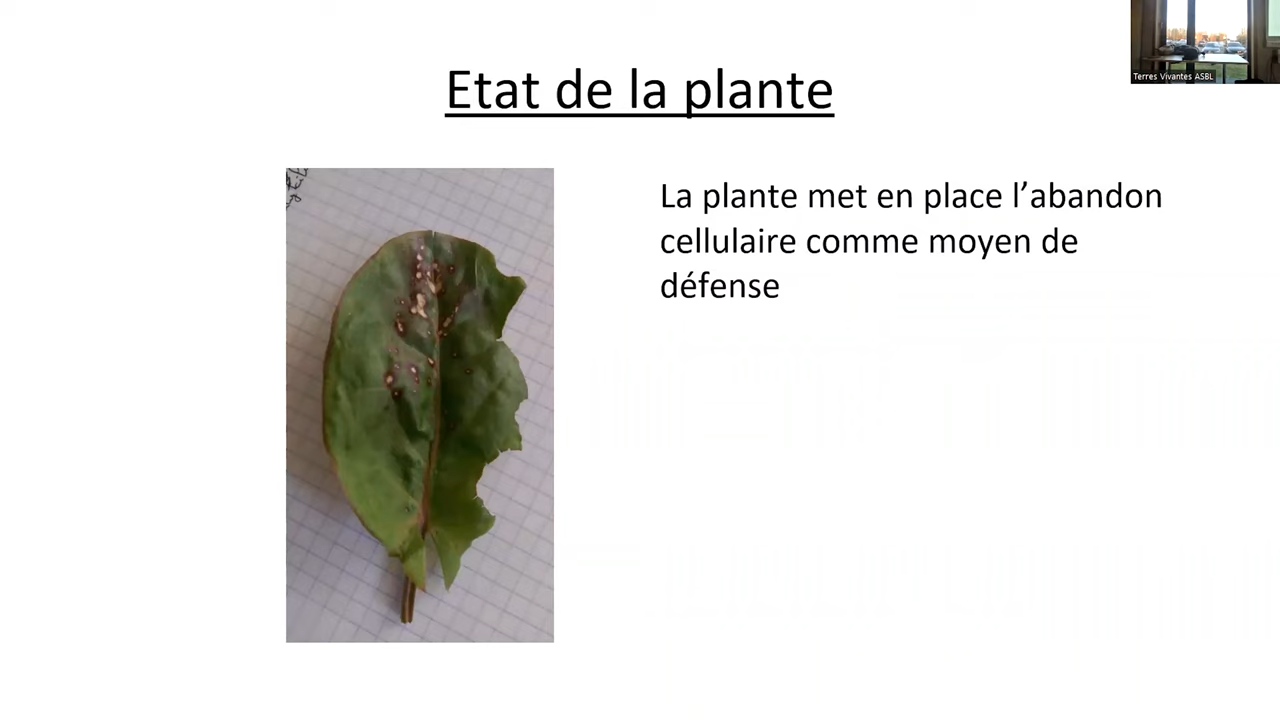 Terres Vivantes ASBL
Etat de la plante
La plante met en place l’abandon
cellulaire comme moyen de
défense